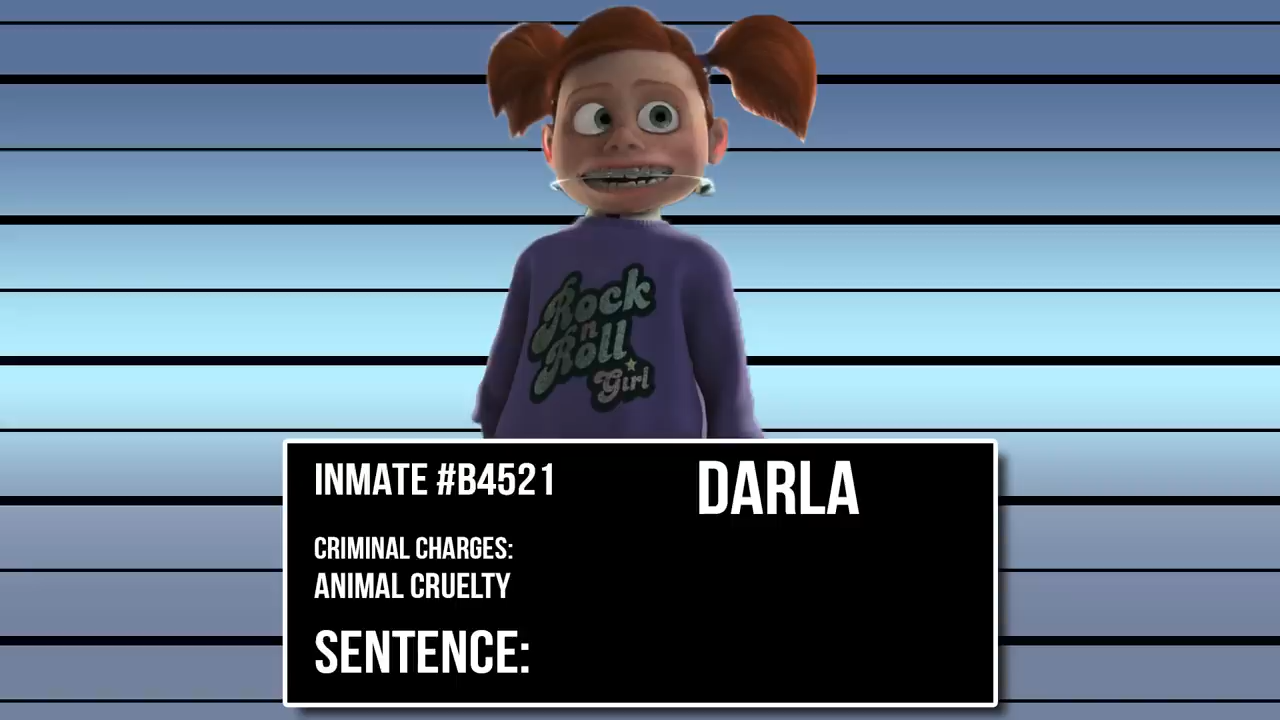 Rock
n
Roll
Girl
INMATE #B4521
DARLA
CRIMINAL CHARGES:
ANIMAL CRUELTY
SENTENCE: